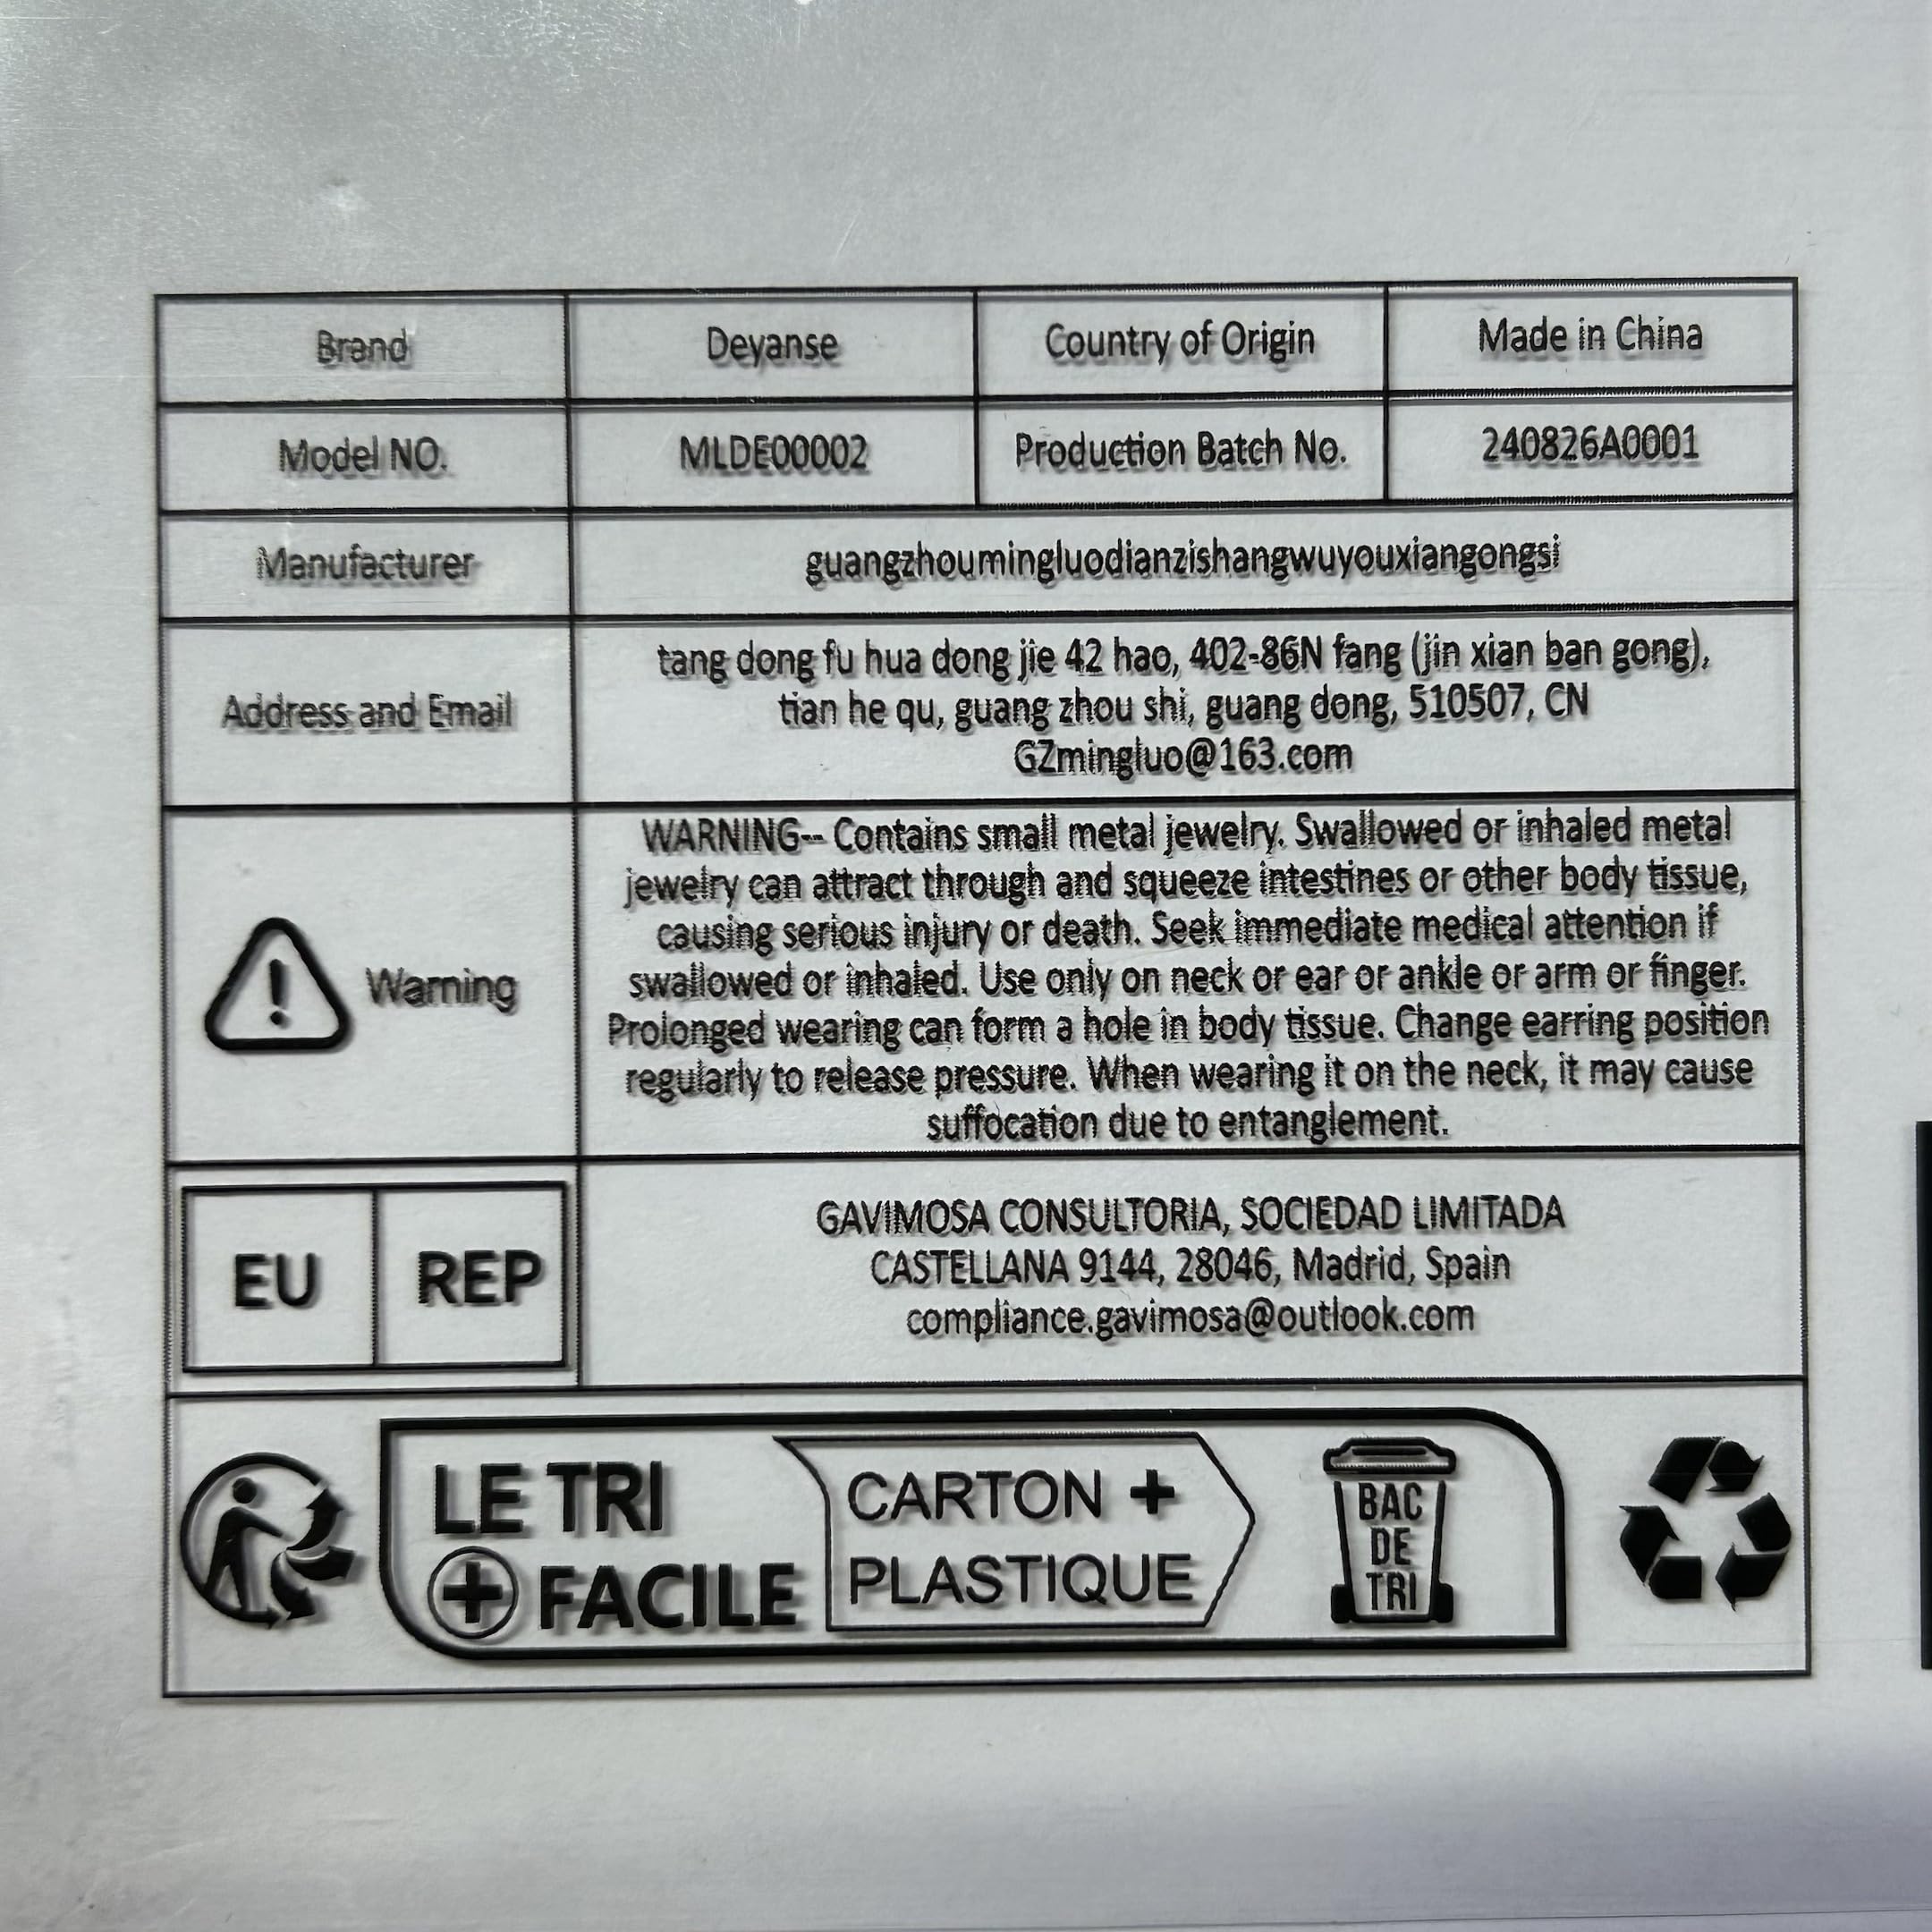 Brand Deyanse Country of Origin Made in China
Model NO. MLDE00002 Production Batch No. 240826A0001
Manufacturer guangzhoumingluodianzishangwuyouxiangongsi
Address and Email
tang dong fu hua dong jie 42 hao, 402-86N fang (jin xian ban gong),
tian he qu, guang zhou shi, guang dong, 510507, CN
GZmingluo@163.com
Warning
WARNING-- Contains small metal jewelry. Swallowed or inhaled metal
jewelry can attract through and squeeze intestines or other body tissue,
causing serious injury or death. Seek immediate medical attention if
swallowed or inhaled. Use only on neck or ear or ankle or arm or finger.
Prolonged wearing can form a hole in body tissue. Change earring position
regularly to release pressure. When wearing it on the neck, it may cause
suffocation due to entanglement.
EU REP
GAVIMOSA CONSULTORIA, SOCIEDAD LIMITADA
CASTELLANA 9144, 28046, Madrid, Spain
compliance.gavimosa@outlook.com
LE TRI
+ FACILE
CARTON +
PLASTIQUE
BAC
DE
TRI